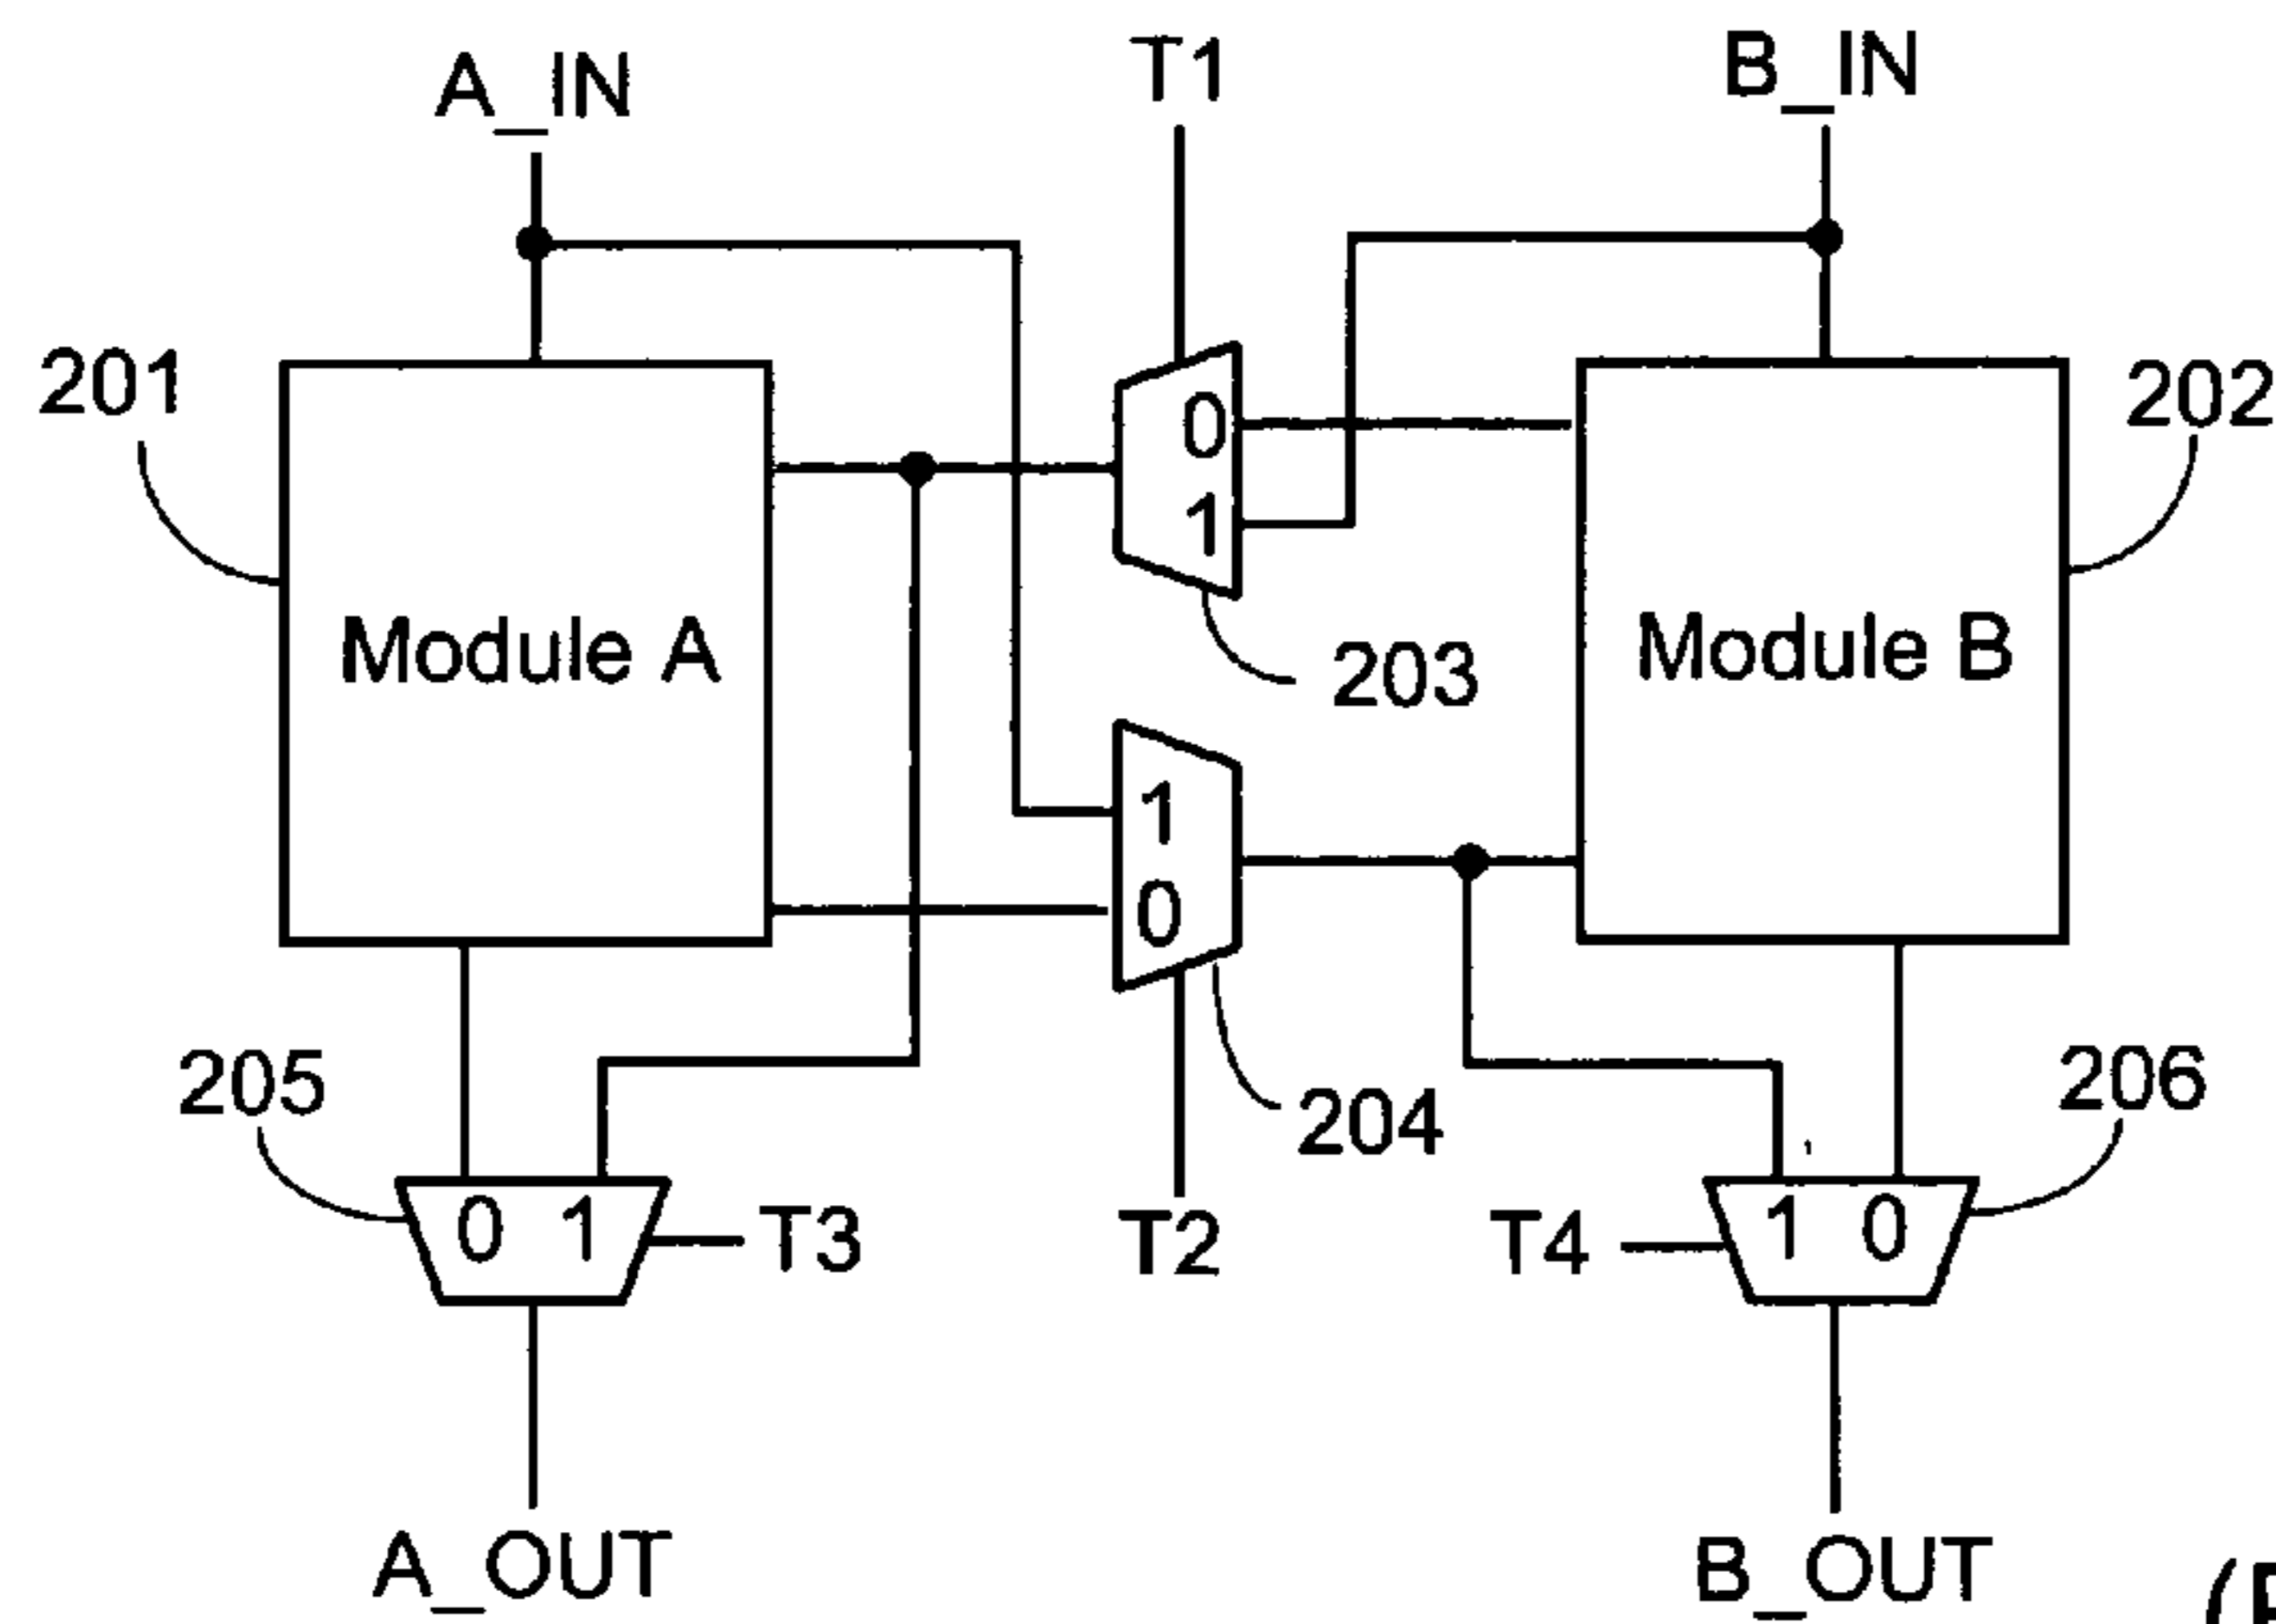 A_IN
T1
B_IN
201
202
0
1
Module A
203
Module B
1
0
205
204
206
0 1
T3
T2
T4
1 0
A_OUT
B_OUT